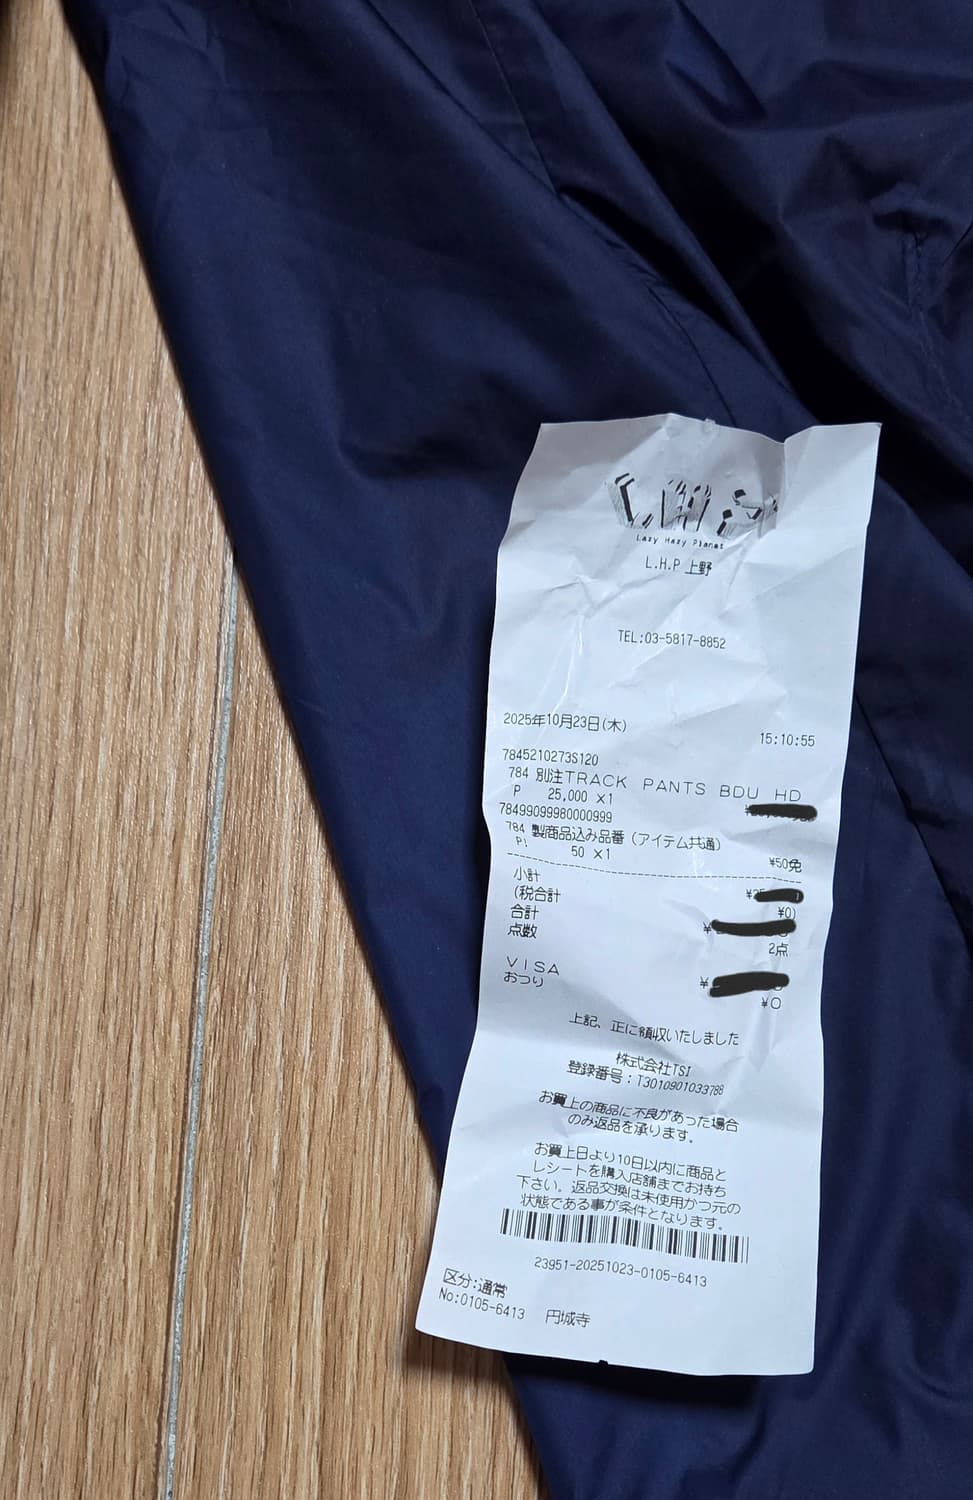 L.H.P
Lazy Hazy Planet
L.H.P 上野
TEL:03-5817-8852
2025年10月23日(木)
15:10:55
7845210273S120
784 別注TRACK PANTS BDU HD
P 25,000 X1
¥
78499099980000999
784 製商品込み品番(アイテム共通)
P! 50 X1
¥50免
小計 ¥
(税合計 ¥0)
合計 ¥
点数 2点
VISA ¥
おつり ¥0
上記、正に領収いたしました
株式会社TSI
登録番号:T3010901033788
お買上の商品に不良があった場合
のみ返品を承ります。
お買上日より10日以内に商品と
レシートを購入店舗までお持ち
下さい。返品交換は未使用かつ元の
状態である事が条件となります。
23951-20251023-0105-6413
区分:通常
No:0105-6413 円城寺